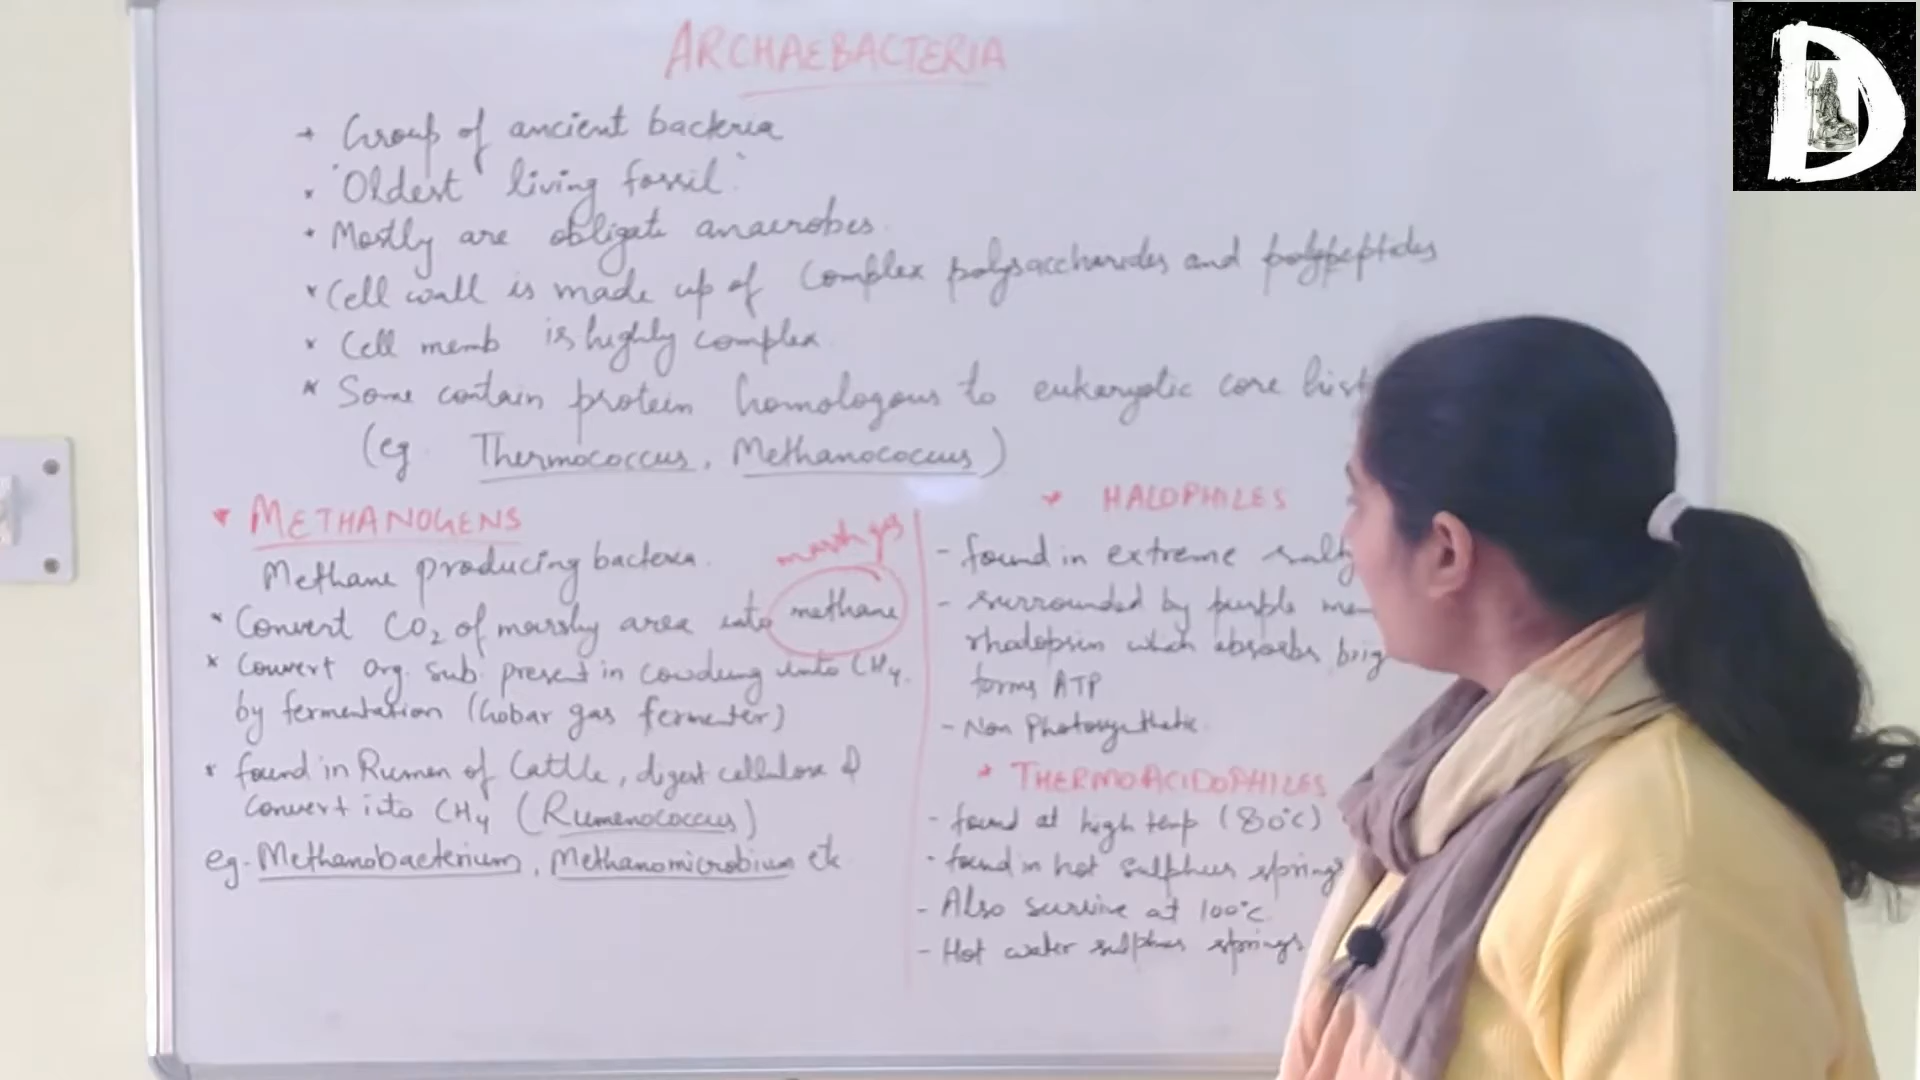 ARCHAEBACTERIA
→ Group of ancient bacteria
* "Oldest living fossil"
* Mostly are obligate anaerobes.
* Cell wall is made up of Complex polysaccharides and polypeptides
* Cell memb is highly complex
* Some contain protein homologous to eukaryotic core hist
(eg. Thermococcus, Methanococcus)
* METHANOGENS
Methane producing bacteria.
marsh gas
* Convert CO₂ of marshy area into methane
* Convert org. sub. present in cowdung into CH₄.
by fermentation (Gobar gas fermenter)
* found in Rumen of Cattle, digest cellulose &
Convert into CH₄ (Rumenococcus)
eg. Methanobacterium, Methanomicrobium etc
* HALOPHILES
- found in extreme salty
- surrounded by purple mem
rhodopsin which absorbs brig
forms ATP
- Non Photosynthetic
* THERMOACIDOPHILES
- found at high temp (80°C)
- found in hot sulphur springs
- Also survive at 100°C.
- Hot water sulphur springs
D